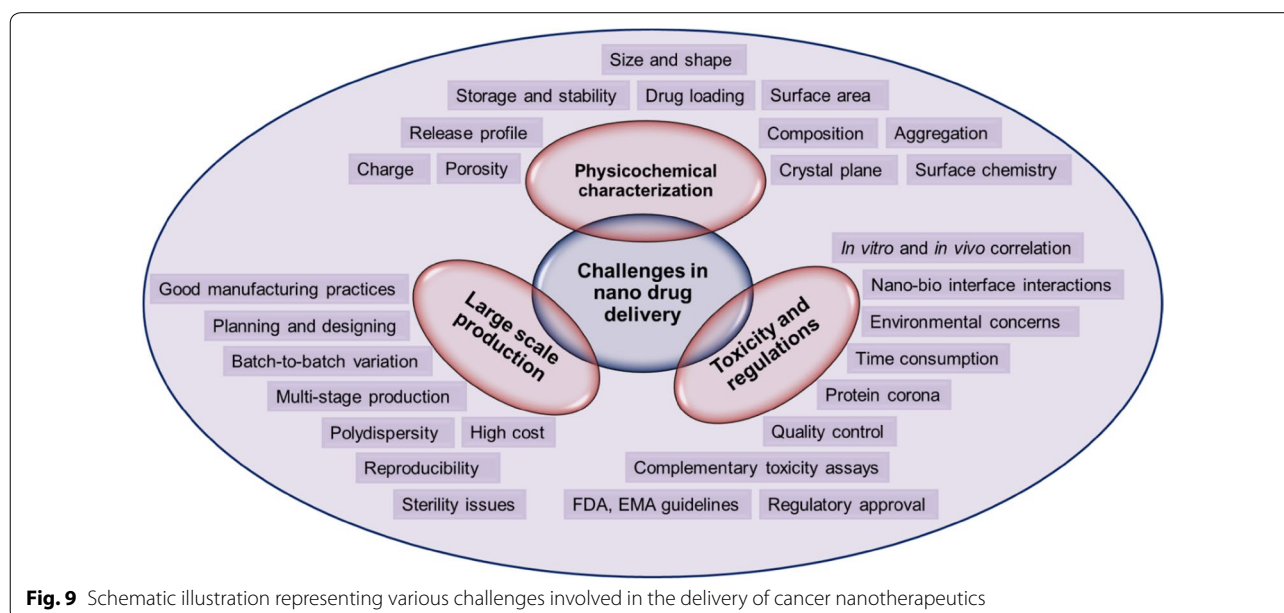 Size and shape
Storage and stability
Drug loading
Surface area
Release profile
Composition
Aggregation
Charge
Porosity
Physicochemical
characterization
Crystal plane
Surface chemistry
Challenges in
nano drug
delivery
Large scale
production
Good manufacturing practices
Planning and designing
Batch-to-batch variation
Multi-stage production
Polydispersity
High cost
Reproducibility
Sterility issues
Toxicity and
regulations
In vitro and in vivo correlation
Nano-bio interface interactions
Environmental concerns
Time consumption
Protein corona
Quality control
Complementary toxicity assays
FDA, EMA guidelines
Regulatory approval
Fig. 9 Schematic illustration representing various challenges involved in the delivery of cancer nanotherapeutics